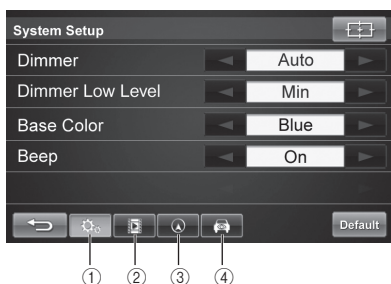 System Setup
Dimmer Auto
Dimmer Low Level Min
Base Color Blue
Beep On
Default
① ② ③ ④